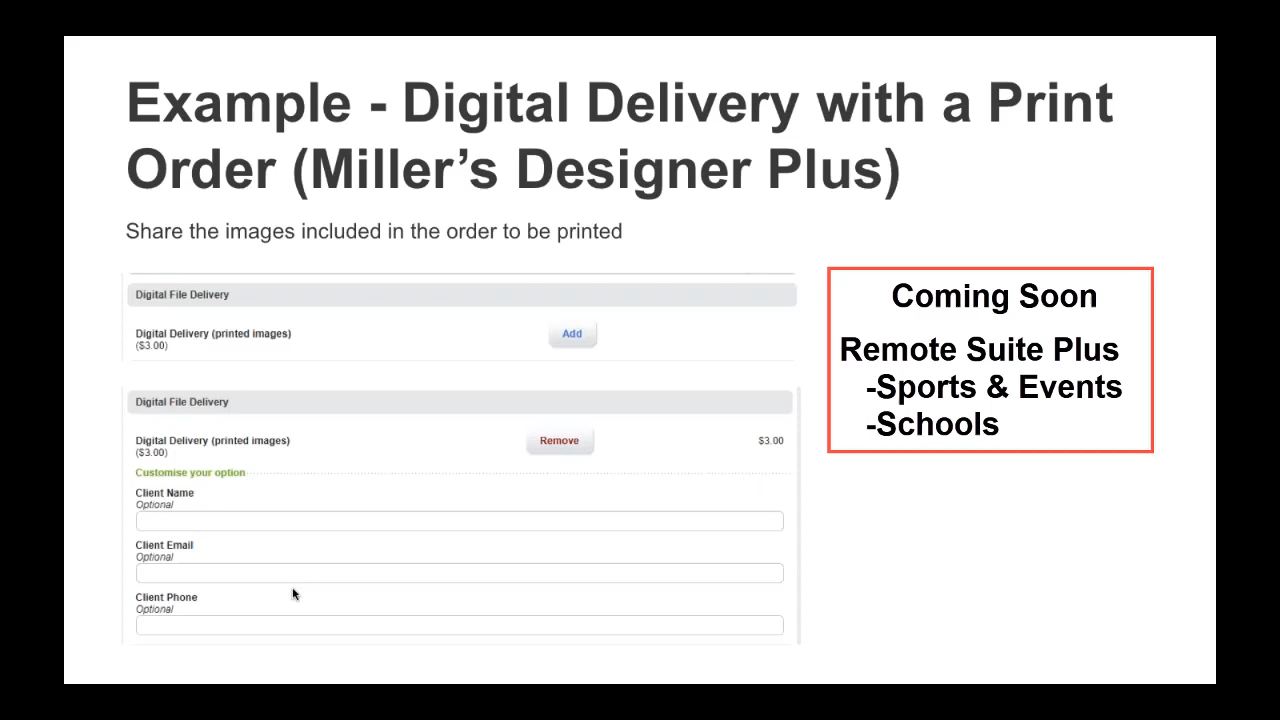 Example - Digital Delivery with a Print
Order (Miller’s Designer Plus)
Share the images included in the order to be printed
Digital File Delivery
Digital Delivery (printed images)
($3.00)
Add
Digital File Delivery
Digital Delivery (printed images)
($3.00)
Remove
$3.00
Customise your option
Client Name
Optional
Client Email
Optional
Client Phone
Optional
Coming Soon
Remote Suite Plus
-Sports & Events
-Schools